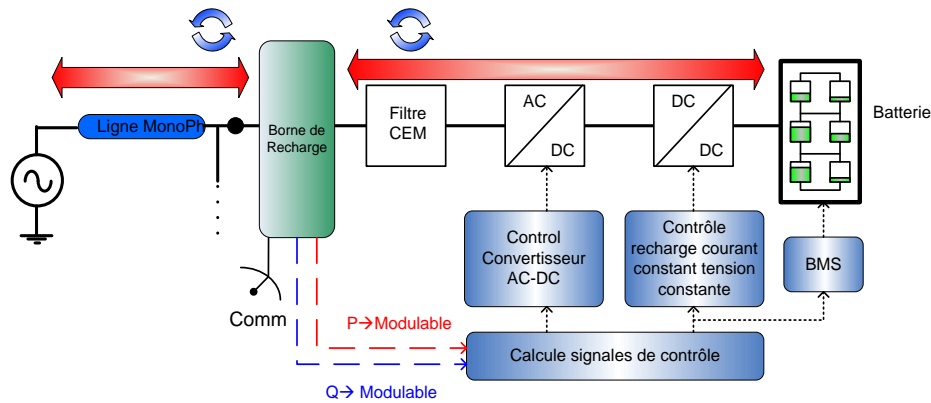 Ligne MonoPh
Borne de
Recharge
Filtre
CEM
AC
DC
DC
DC
Batterie
Control
Convertisseur
AC-DC
Contrôle
recharge courant
constant tension
constante
BMS
Comm
P→Modulable
Calcule signales de contrôle
Q→ Modulable